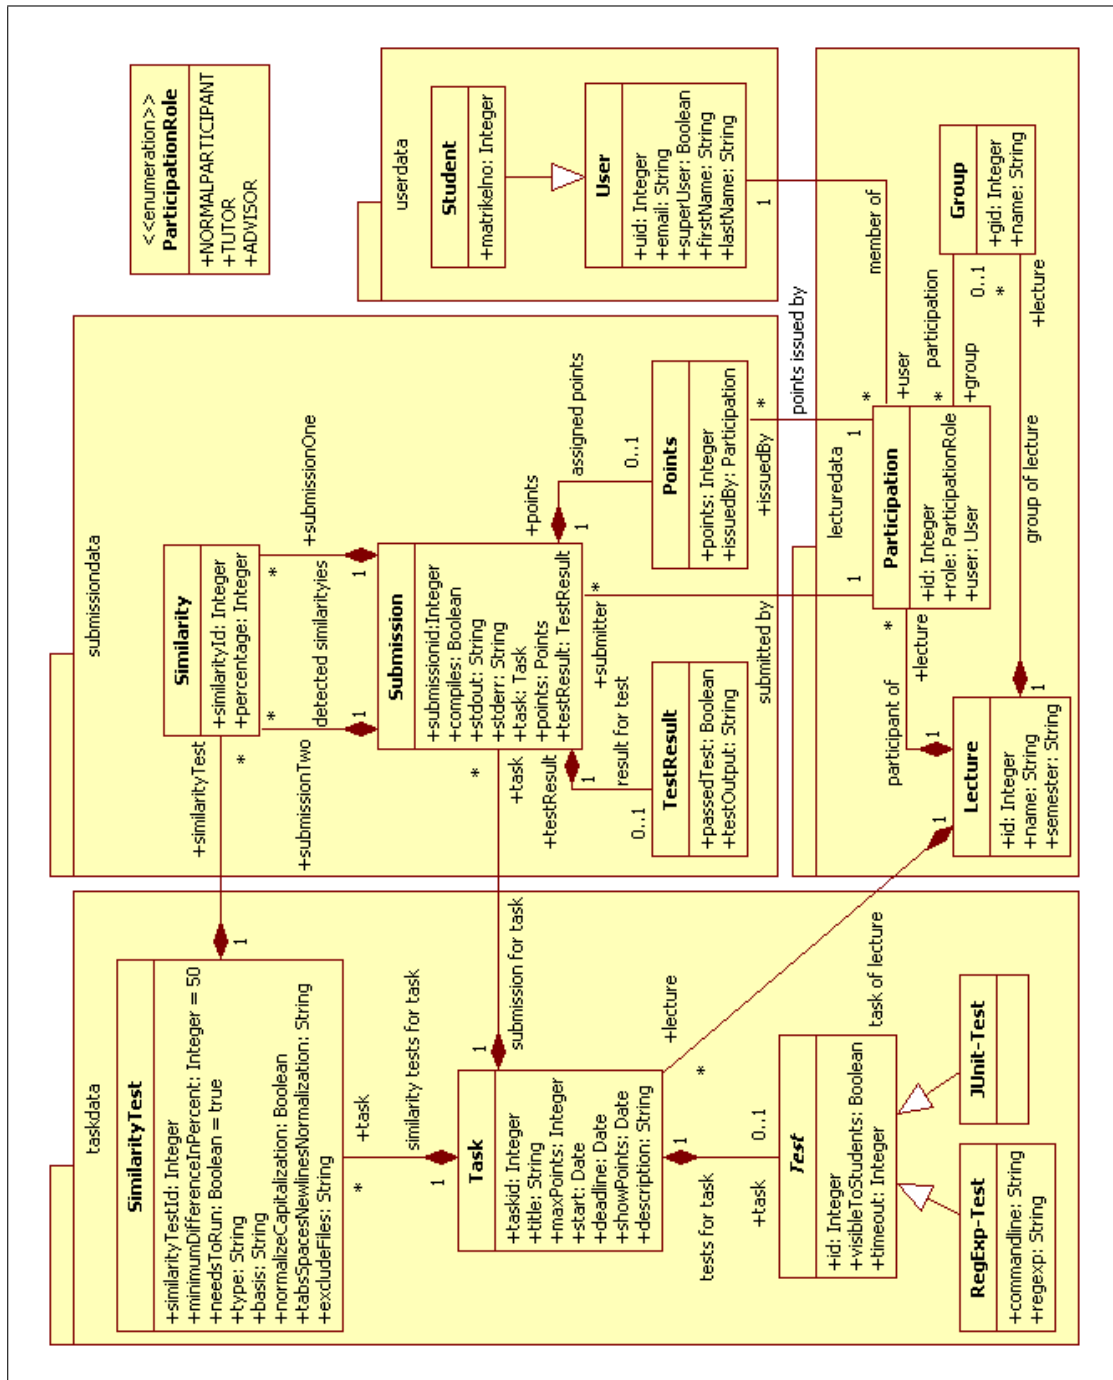 taskdata
SimilarityTest
+similarityTestId: Integer
+minimumDifferenceInPercent: Integer = 50
+needsToRun: Boolean = true
+type: String
+basis: String
+normalizeCapitalization: Boolean
+tabsSpacesNewlinesNormalization: String
+excludeFiles: String
1
+similarityTest
*
*
+task
similarity tests for task
1
Task
+taskid: Integer
+title: String
+maxPoints: Integer
+start: Date
+deadline: Date
+showPoints: Date
+description: String
1
submission for task
*
+task
1
tests for task
+task
0..1
*
+lecture
task of lecture
1
Test
+id: Integer
+visibleToStudents: Boolean
+timeout: Integer
RegExp-Test
+commandline: String
+regexp: String
JUnit-Test
submissiondata
Similarity
+similarityId: Integer
+percentage: Integer
*
+submissionTwo
1
detected similarityies
*
+submissionOne
1
Submission
+submissionid:Integer
+compiles: Boolean
+stdout: String
+stderr: String
+task: Task
+points: Points
+testResult: TestResult
+testResult
1
result for test
0..1
TestResult
+passedTest: Boolean
+testOutput: String
+points
1
assigned points
0..1
Points
+points: Integer
+issuedBy: Participation
*
+submitter
submitted by
1
*
+issuedBy
points issued by
1
<<enumeration>>
ParticipationRole
+NORMALPARTICIPANT
+TUTOR
+ADVISOR
userdata
Student
+matrikelno: Integer
User
+uid: Integer
+email: String
+superUser: Boolean
+firstName: String
+lastName: String
1
member of
*
+user
lecturedata
Participation
+id: Integer
+role: ParticipationRole
+user: User
*
+lecture
participant of
1
*
+group
participation
0..1
Group
+gid: Integer
+name: String
*
+lecture
group of lecture
1
Lecture
+id: Integer
+name: String
+semester: String